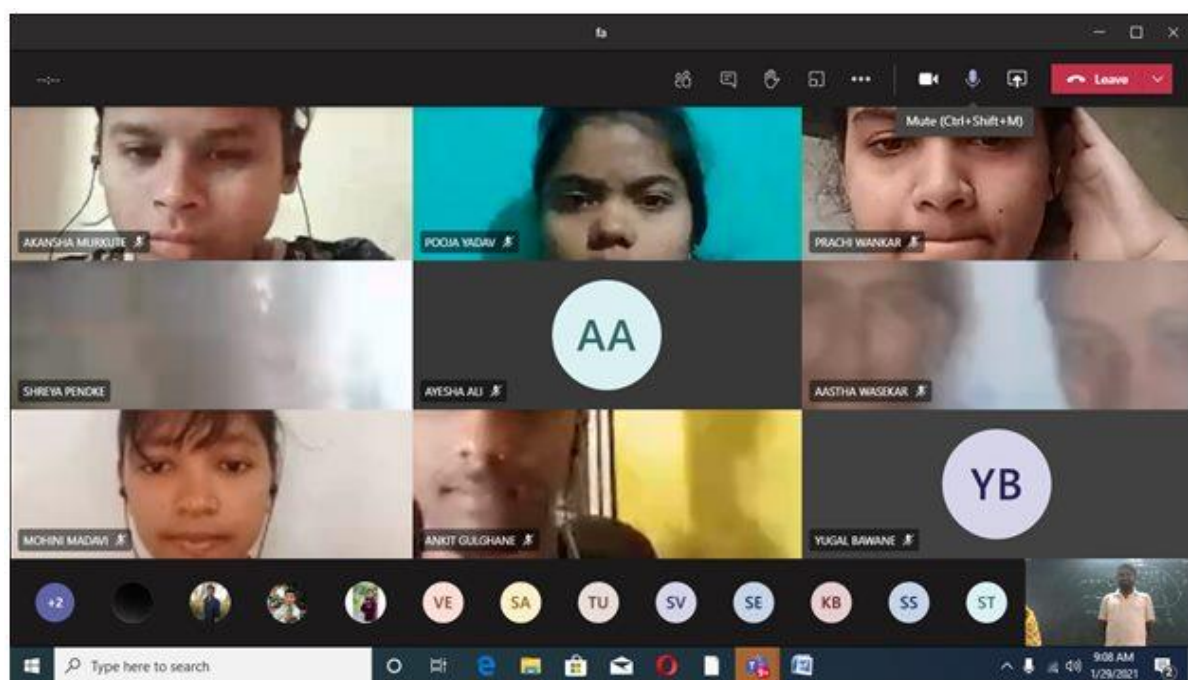 fa
--:--
Leave
Mute (Ctrl+Shift+M)
AKANSHA MURKUTE
POOJA YADAV
PRACHI WANKAR
AA
SHREYA PENDKE
AYESHA ALI
AASTHA WASEKAR
YB
MOHINI MADAVI
ANKIT GULGHANE
YUGAL BAWANE
+2
VE
SA
TU
SV
SE
KB
SS
ST
Type here to search
9:08 AM
1/29/2021